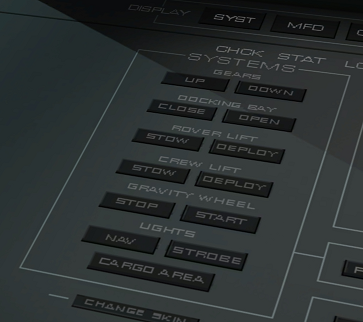 DISPLAY SYST MFD
CHCK STAT LO
SYSTEMS
GEARS
UP DOWN
DOCKING BAY
CLOSE OPEN
ROVER LIFT
STOW DEPLOY
CREW LIFT
STOW DEPLOY
GRAVITY WHEEL
STOP START
LIGHTS
NAV STROBE
CARGO AREA
CHANGE SKIN